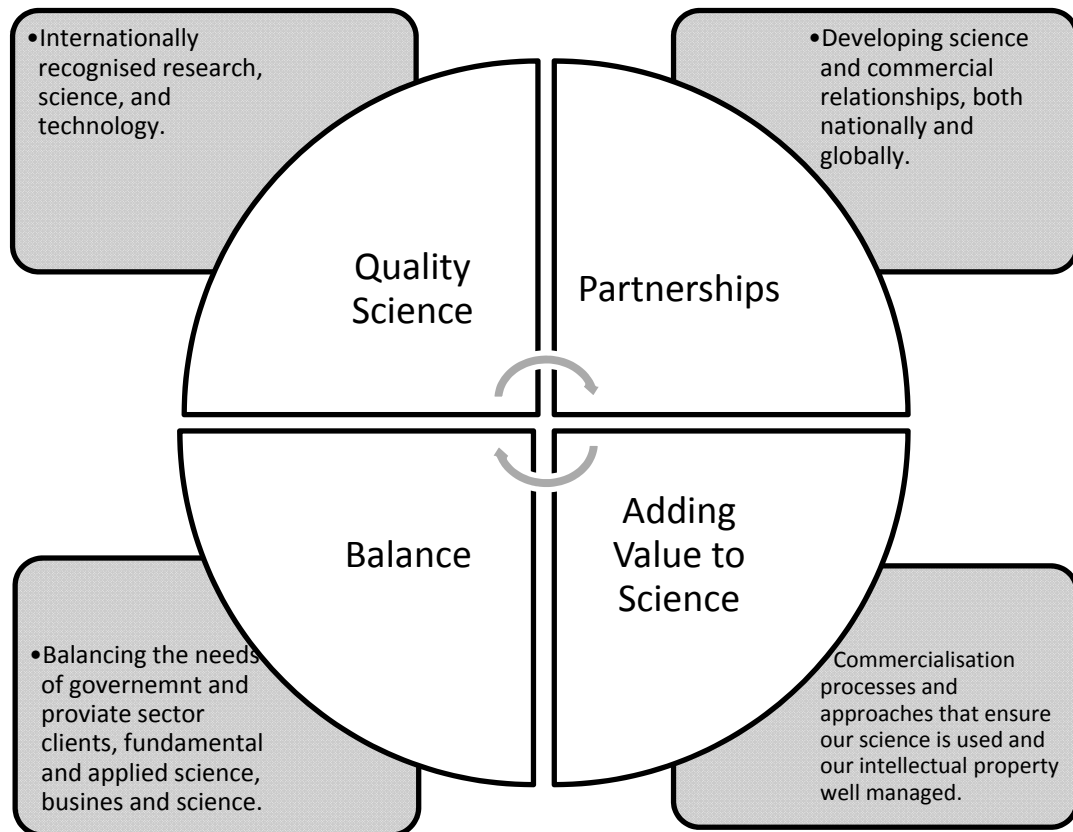 •Internationally
recognised research,
science, and
technology.
•Developing science
and commercial
relationships, both
nationally and
globally.
Quality
Science
Partnerships
Balance
Adding
Value to
Science
•Balancing the needs
of governemnt and
proviate sector
clients, fundamental
and applied science,
busines and science.
Commercialisation
processes and
approaches that ensure
our science is used and
our intellectual property
well managed.